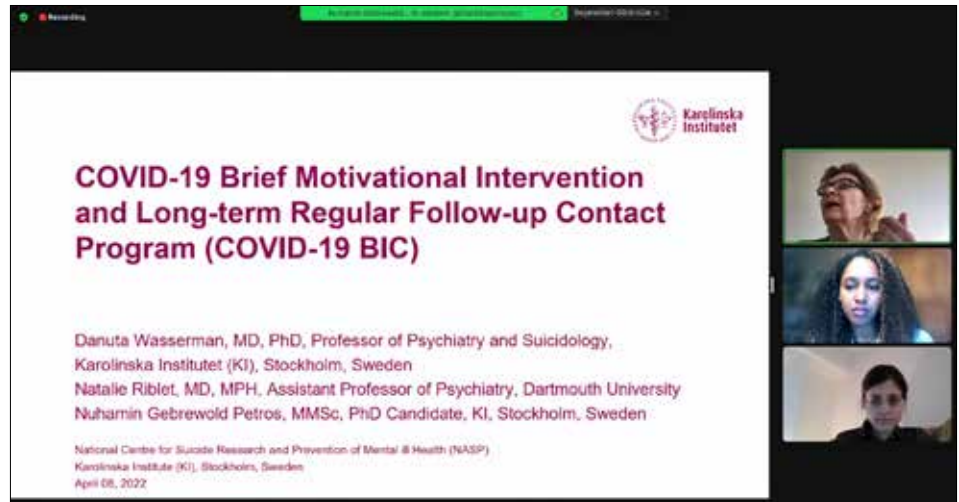 Recording
Karolinska
Institutet
COVID-19 Brief Motivational Intervention
and Long-term Regular Follow-up Contact
Program (COVID-19 BIC)
Danuta Wasserman, MD, PhD, Professor of Psychiatry and Suicidology,
Karolinska Institutet (KI), Stockholm, Sweden
Natalie Riblet, MD, MPH, Assistant Professor of Psychiatry, Dartmouth University
Nuhamin Gebrewold Petros, MMSc, PhD Candidate, KI, Stockholm, Sweden
National Centre for Suicide Research and Prevention of Mental Ill-Health (NASP)
Karolinska Institute (KI), Stockholm, Sweden
April 08, 2022